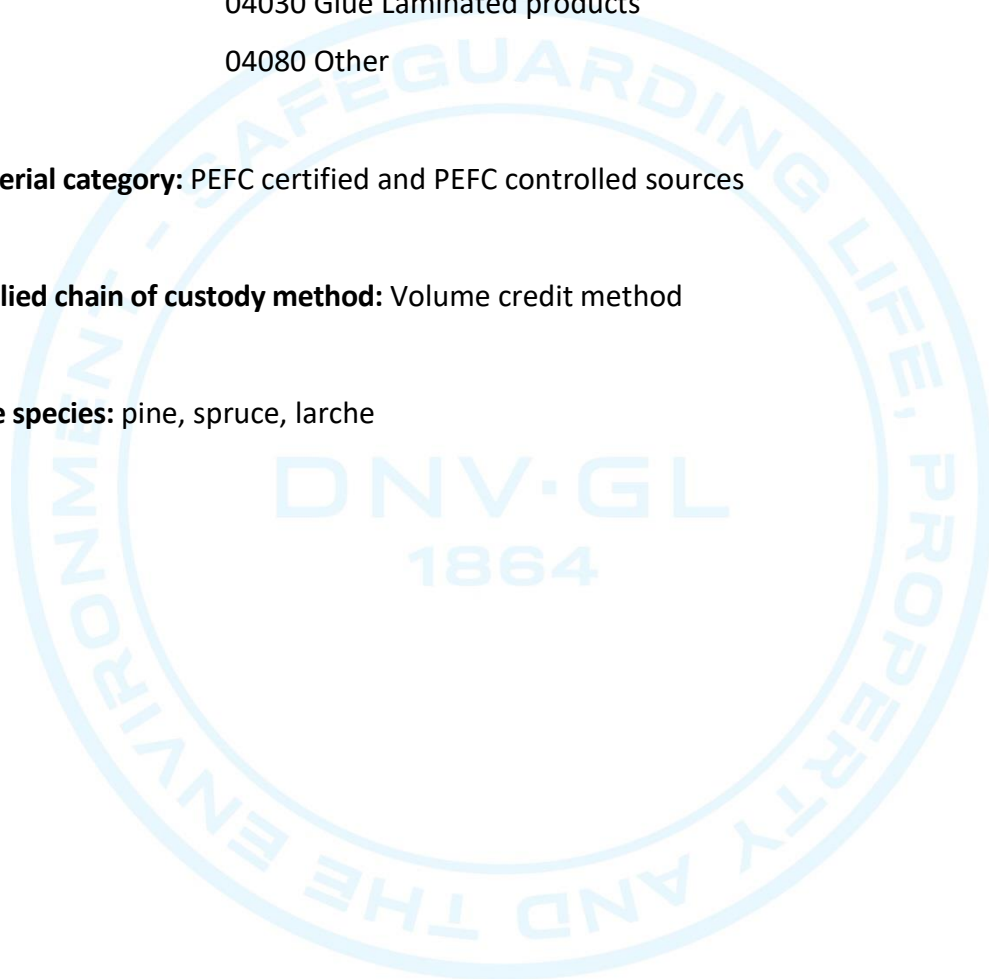 04030 Glue Laminated products
04080 Other
erial category: PEFC certified and PEFC controlled sources
lied chain of custody method: Volume credit method
e species: pine, spruce, larche
SAFEGUARDING LIFE, PROPERTY AND THE ENVIRONMENT -
DNV·GL
1864